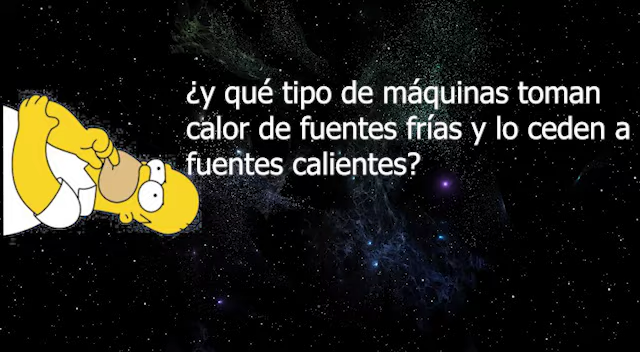 ¿y qué tipo de máquinas toman
calor de fuentes frías y lo ceden a
fuentes calientes?